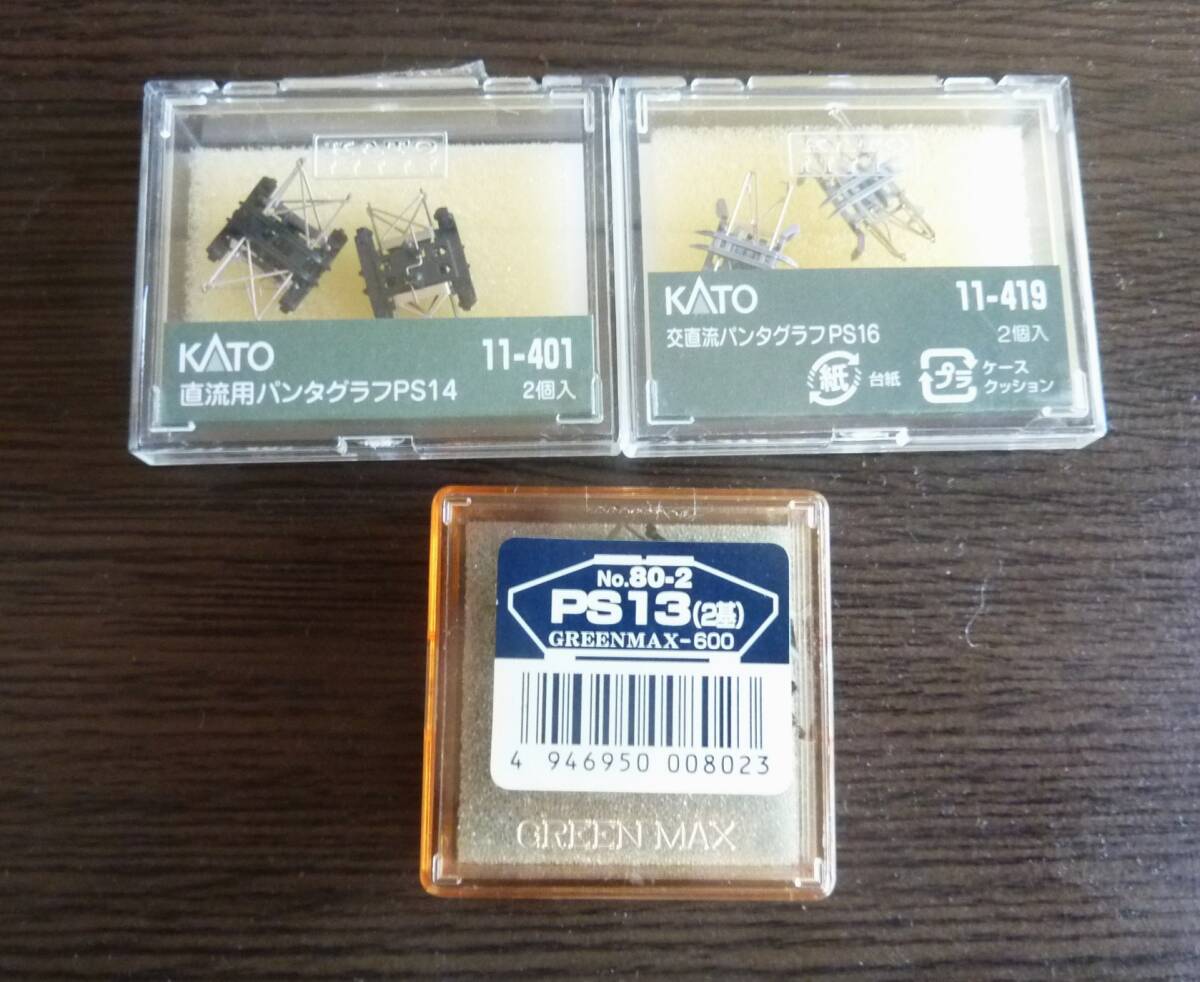 KATO
KATO 11-401
直流用パンタグラフPS14 2個入
KATO
KATO 11-419
交直流パンタグラフPS16 2個入
紙 台紙 プラ ケース
クッション
No.80-2
PS13(2基)
GREENMAX-600
4 946950 008023
GREEN MAX